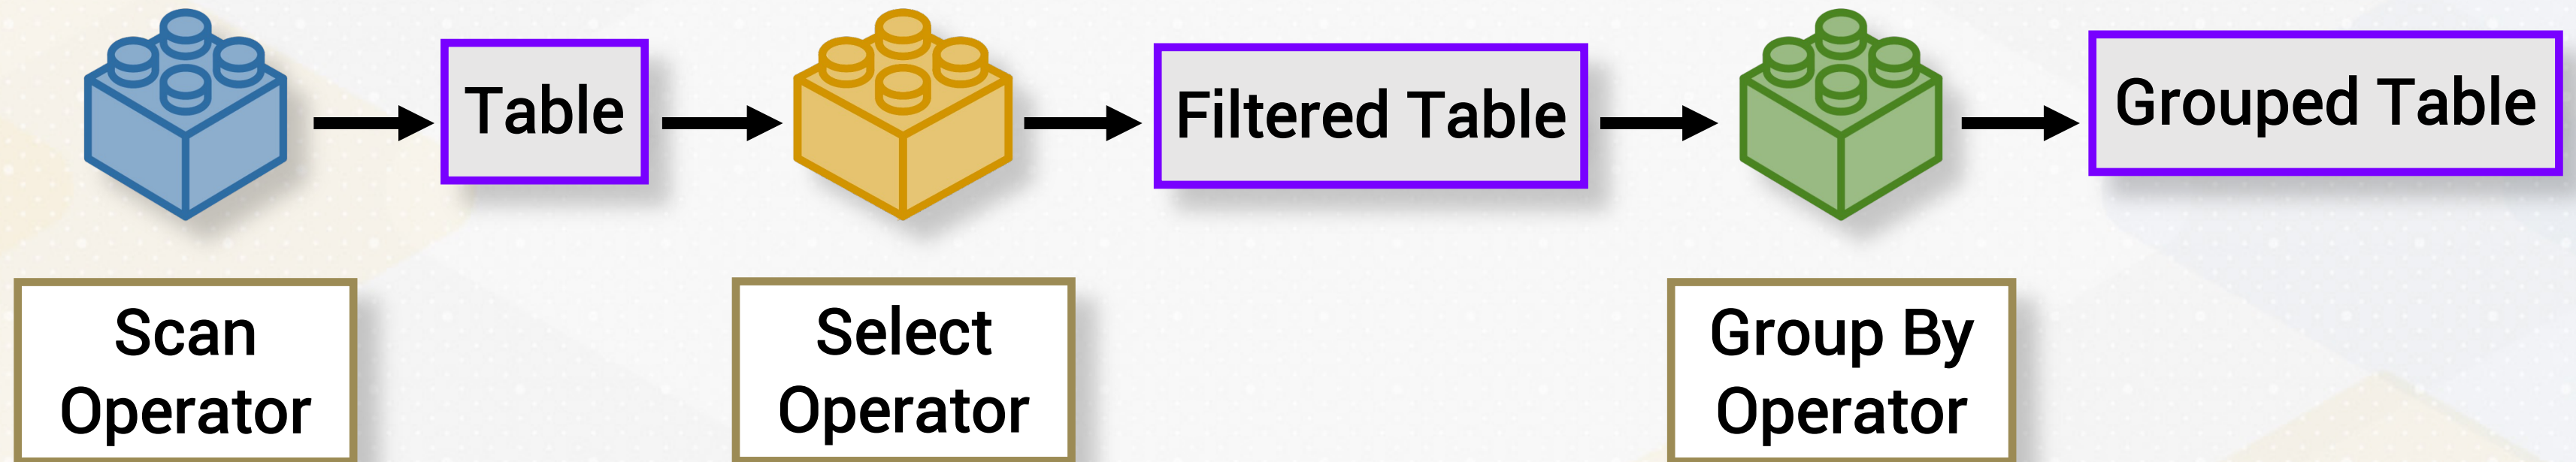 Table
Filtered Table
Grouped Table
Scan
Operator
Select
Operator
Group By
Operator